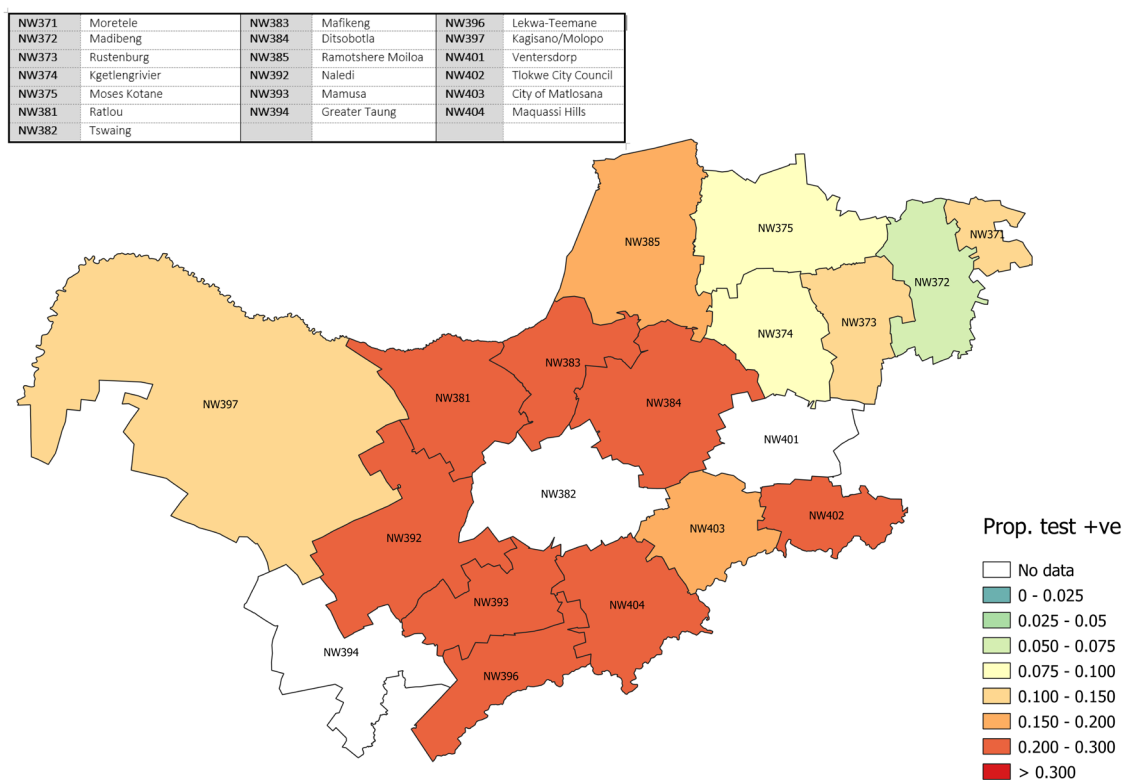 NW371 Moretele NW383 Mafikeng NW396 Lekwa-Teemane
NW372 Madibeng NW384 Ditsobotla NW397 Kagisano/Molopo
NW373 Rustenburg NW385 Ramotshere Moiloa NW401 Ventersdorp
NW374 Kgetlengrivier NW392 Naledi NW402 Tlokwe City Council
NW375 Moses Kotane NW393 Mamusa NW403 City of Matlosana
NW381 Ratlou NW394 Greater Taung NW404 Maquassi Hills
NW382 Tswaing
NW375
NW371
NW385
NW372
NW373
NW374
NW383
NW381
NW384
NW397
NW401
NW382
NW402
NW403
NW392
NW393
NW404
NW394
NW396
Prop. test +ve
No data
0 - 0.025
0.025 - 0.05
0.050 - 0.075
0.075 - 0.100
0.100 - 0.150
0.150 - 0.200
0.200 - 0.300
> 0.300